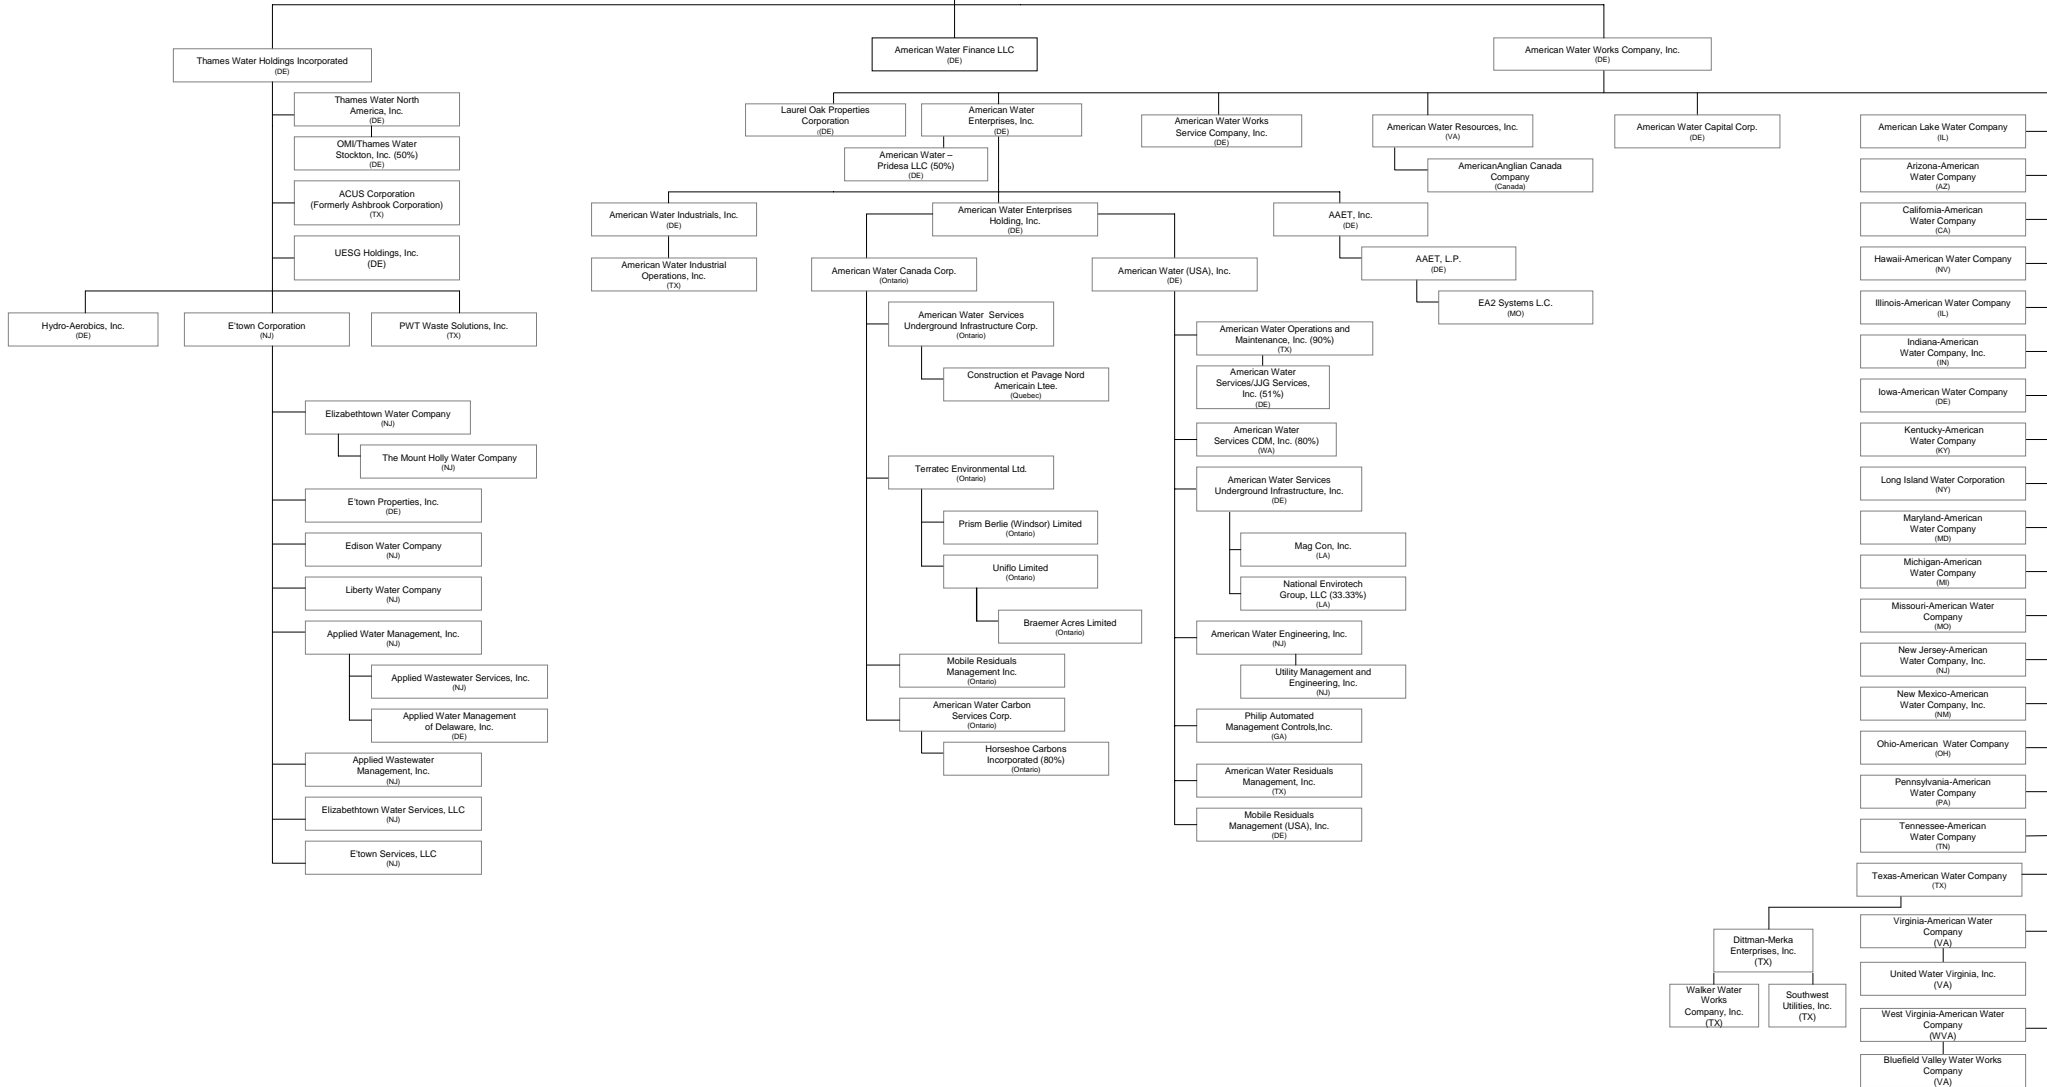 Thames Water Holdings Incorporated
(DE)
American Water Finance LLC
(DE)
American Water Works Company, Inc.
(DE)
Thames Water North
America, Inc.
(DE)
OMI/Thames Water
Stockton, Inc. (50%)
(DE)
ACUS Corporation
(Formerly Ashbrook Corporation)
(TX)
UESG Holdings, Inc.
(DE)
Hydro-Aerobics, Inc.
(DE)
E'town Corporation
(NJ)
PWT Waste Solutions, Inc.
(TX)
Elizabethtown Water Company
(NJ)
The Mount Holly Water Company
(NJ)
E'town Properties, Inc.
(DE)
Edison Water Company
(NJ)
Liberty Water Company
(NJ)
Applied Water Management, Inc.
(NJ)
Applied Wastewater Services, Inc.
(NJ)
Applied Water Management
of Delaware, Inc.
(DE)
Applied Wastewater
Management, Inc.
(NJ)
Elizabethtown Water Services, LLC
(NJ)
E'town Services, LLC
(NJ)
Laurel Oak Properties
Corporation
((DE)
American Water
Enterprises, Inc.
(DE)
American Water –
Pridesa LLC (50%)
(DE)
American Water Works
Service Company, Inc.
(DE)
American Water Resources, Inc.
(VA)
AmericanAnglian Canada
Company
(Canada)
American Water Capital Corp.
(DE)
American Water Industrials, Inc.
(DE)
American Water Industrial
Operations, Inc.
(TX)
American Water Enterprises
Holding, Inc.
(DE)
AAET, Inc.
(DE)
AAET, L.P.
(DE)
EA2 Systems L.C.
(MO)
American Water Canada Corp.
(Ontario)
American Water  Services
Underground Infrastructure Corp.
(Ontario)
Construction et Pavage Nord
Americain Ltee.
(Quebec)
Terratec Environmental Ltd.
(Ontario)
Prism Berlie (Windsor) Limited
(Ontario)
Uniflo Limited
(Ontario)
Braemer Acres Limited
(Ontario)
Mobile Residuals
Management Inc.
(Ontario)
American Water Carbon
Services Corp.
(Ontario)
Horseshoe Carbons
Incorporated (80%)
(Ontario)
American Water (USA), Inc.
(DE)
American Water Operations and
Maintenance, Inc. (90%)
(TX)
American Water
Services/JJG Services,
Inc. (51%)
(DE)
American Water
Services CDM, Inc. (80%)
(WA)
American Water Services
Underground Infrastructure, Inc.
(DE)
Mag Con, Inc.
(LA)
National Envirotech
Group, LLC (33.33%)
(LA)
American Water Engineering, Inc.
(NJ)
Utility Management and
Engineering, Inc.
(NJ)
Philip Automated
Management Controls,Inc.
(GA)
American Water Residuals
Management, Inc.
(TX)
Mobile Residuals
Management (USA), Inc.
(DE)
American Lake Water Company
(IL)
Arizona-American
Water Company
(AZ)
California-American
Water Company
(CA)
Hawaii-American Water Company
(NV)
Illinois-American Water Company
(IL)
Indiana-American
Water Company, Inc.
(IN)
Iowa-American Water Company
(DE)
Kentucky-American
Water Company
(KY)
Long Island Water Corporation
(NY)
Maryland-American
Water Company
(MD)
Michigan-American
Water Company
(MI)
Missouri-American Water
Company
(MO)
New Jersey-American
Water Company, Inc.
(NJ)
New Mexico-American
Water Company, Inc.
(NM)
Ohio-American  Water Company
(OH)
Pennsylvania-American
Water Company
(PA)
Tennessee-American
Water Company
(TN)
Texas-American Water Company
(TX)
Dittman-Merka
Enterprises, Inc.
(TX)
Walker Water
Works
Company, Inc.
(TX)
Southwest
Utilities, Inc.
(TX)
Virginia-American Water
Company
(VA)
United Water Virginia, Inc.
(VA)
West Virginia-American Water
Company
(WVA)
Bluefield Valley Water Works
Company
(VA)